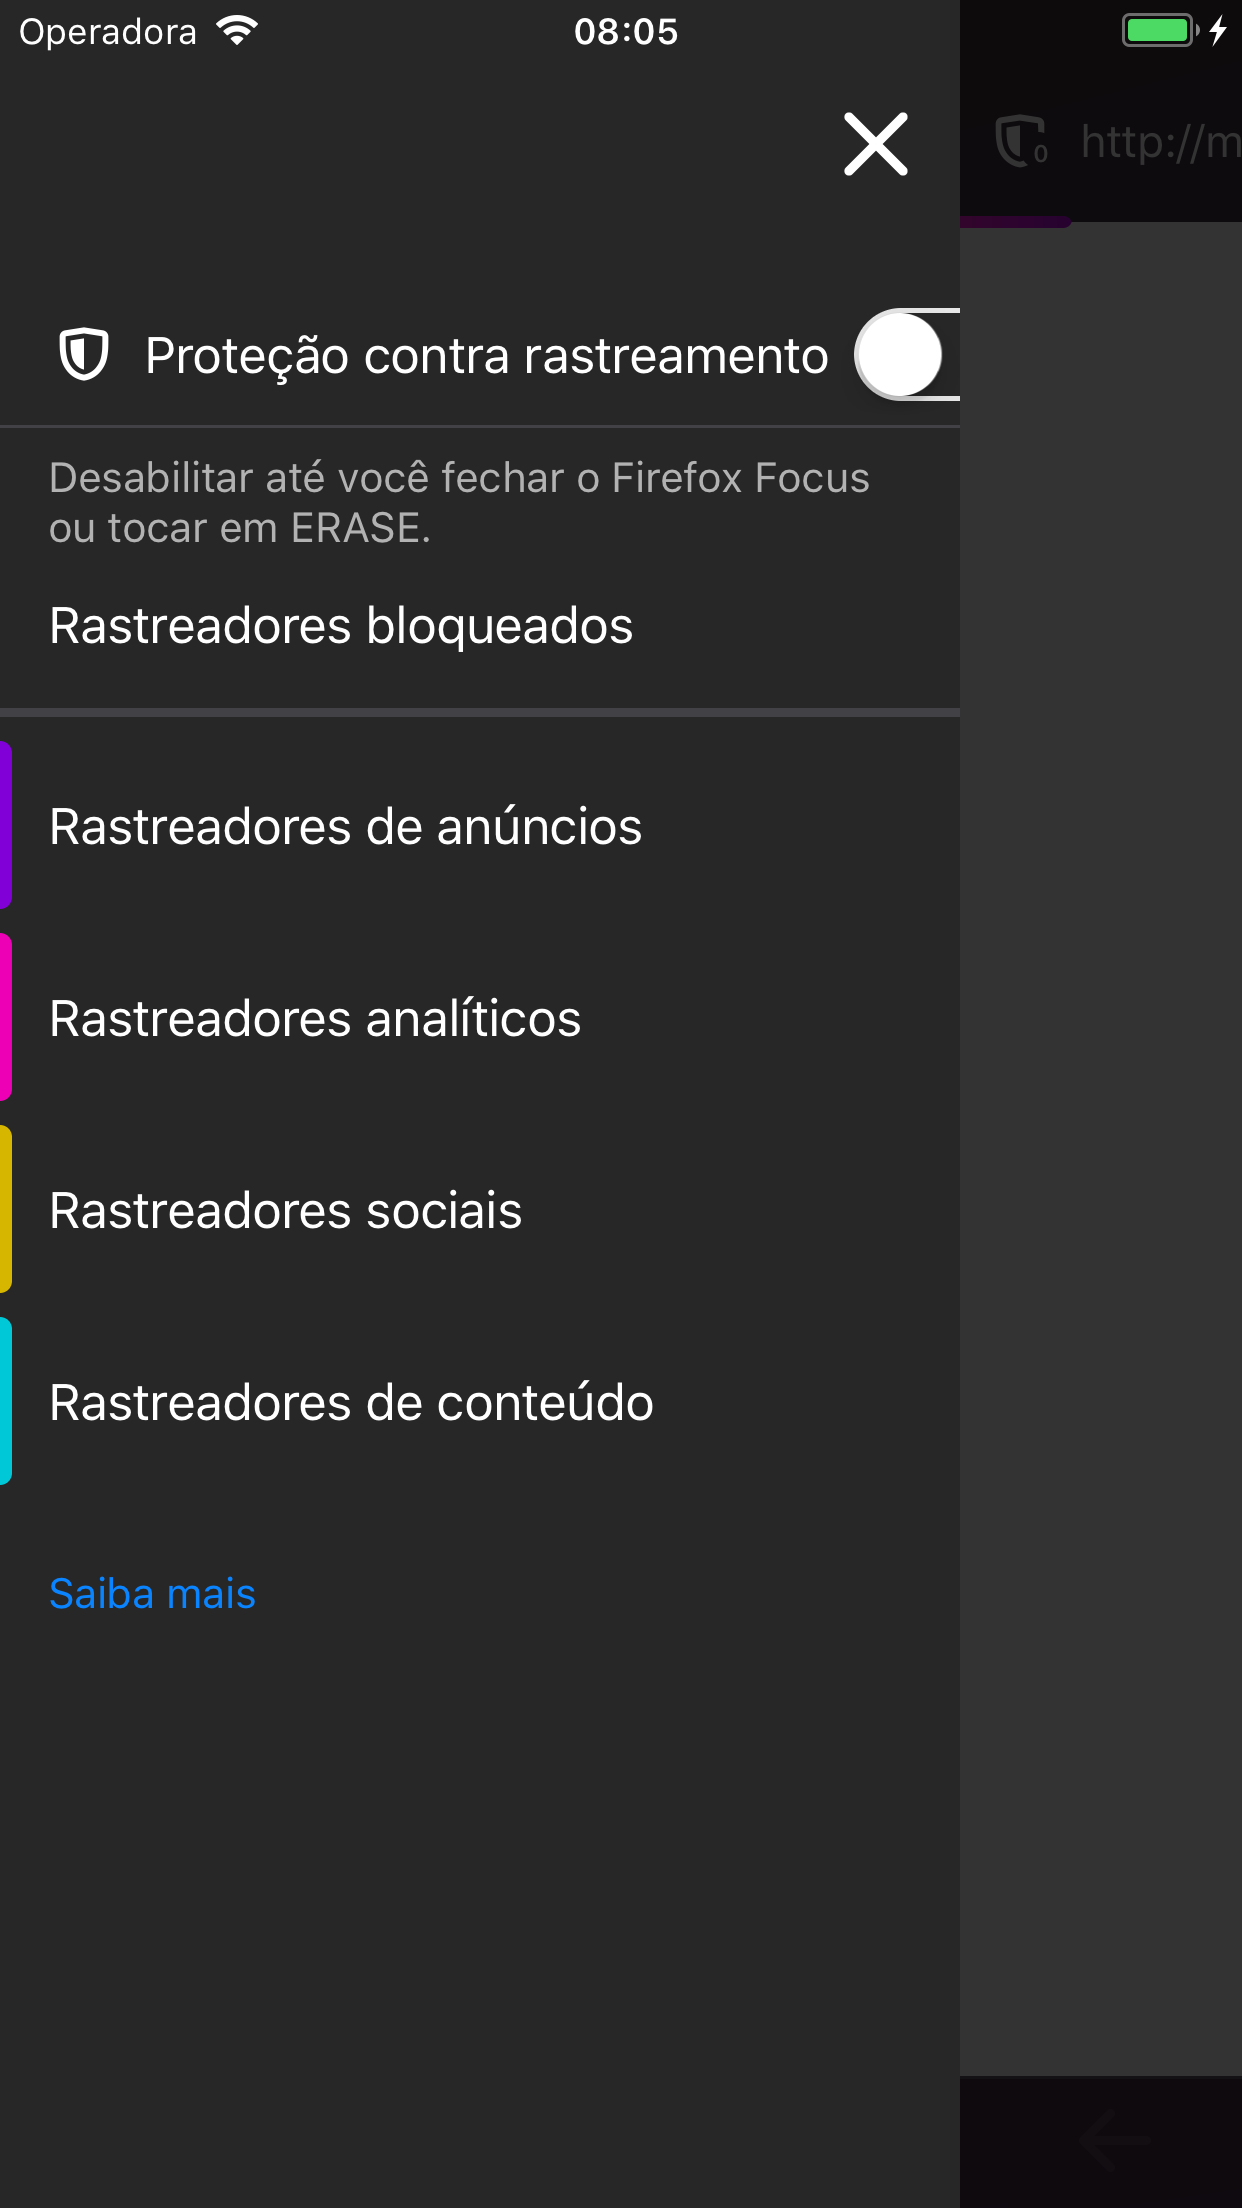 Operadora
08:05
0
http://m
Proteção contra rastreamento
Desabilitar até você fechar o Firefox Focus
ou tocar em ERASE.
Rastreadores bloqueados
Rastreadores de anúncios
Rastreadores analíticos
Rastreadores sociais
Rastreadores de conteúdo
Saiba mais